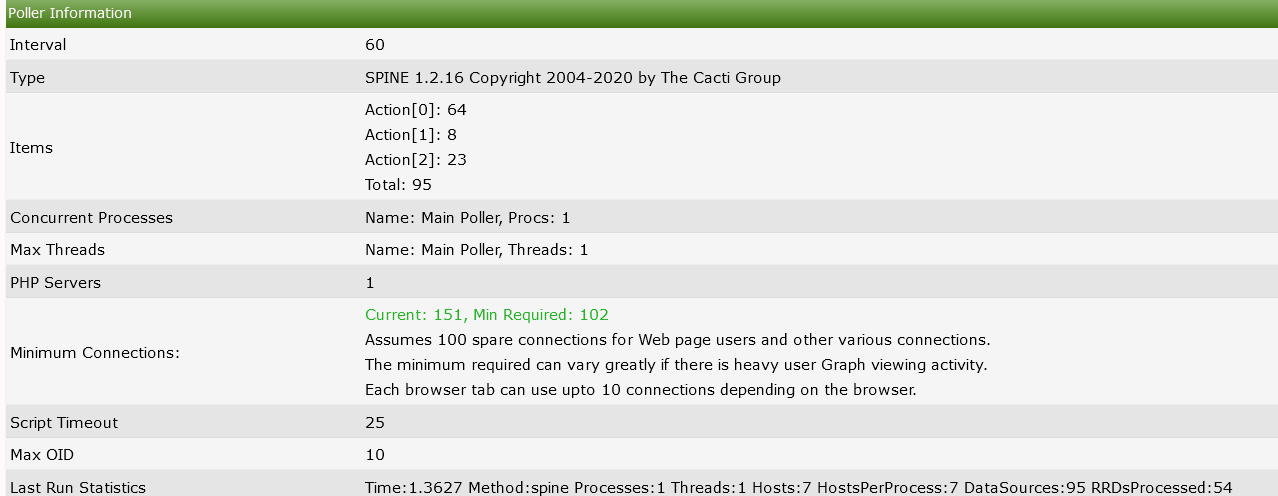 Poller Information
Interval 60
Type SPINE 1.2.16 Copyright 2004-2020 by The Cacti Group
Items
Action[0]: 64
Action[1]: 8
Action[2]: 23
Total: 95
Concurrent Processes Name: Main Poller, Procs: 1
Max Threads Name: Main Poller, Threads: 1
PHP Servers 1
Minimum Connections:
Current: 151, Min Required: 102
Assumes 100 spare connections for Web page users and other various connections.
The minimum required can vary greatly if there is heavy user Graph viewing activity.
Each browser tab can use upto 10 connections depending on the browser.
Script Timeout 25
Max OID 10
Last Run Statistics Time:1.3627 Method:spine Processes:1 Threads:1 Hosts:7 HostsPerProcess:7 DataSources:95 RRDsProcessed:54